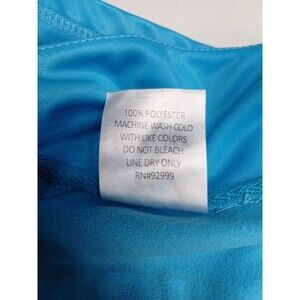 100% POLYESTER
MACHINE WASH COLD
WITH LIKE COLORS
DO NOT BLEACH
LINE DRY ONLY
RN#92999